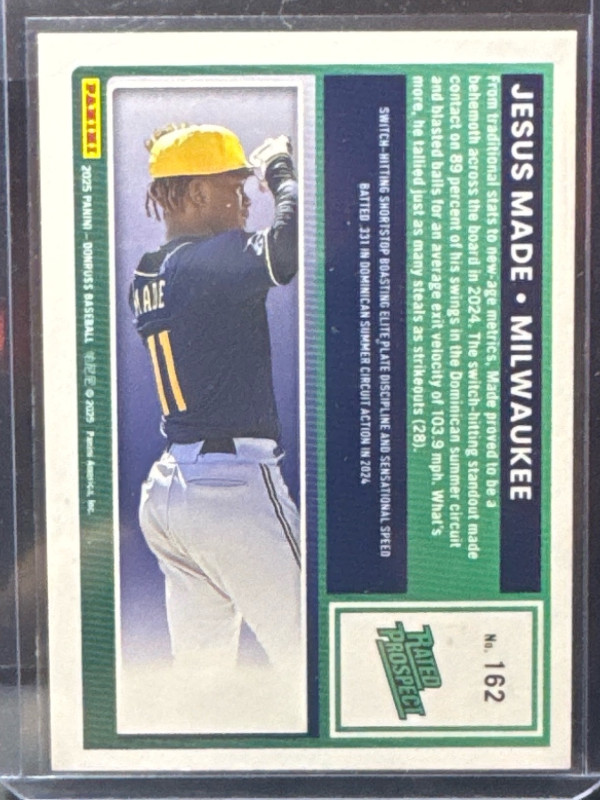 JESUS MADE • MILWAUKEE
From traditional stats to new-age metrics, Made proved to be a
behemoth across the board in 2024. The switch-hitting standout made
contact on 89 percent of his swings in the Dominican summer circuit
and blasted balls for an average exit velocity of 103.9 mph. What's
more, he tallied just as many steals as strikeouts (28).
SWITCH-HITTING SHORTSTOP BOASTING ELITE PLATE DISCIPLINE AND SENSATIONAL SPEED
BATTED .331 IN DOMINICAN SUMMER CIRCUIT ACTION IN 2024
No. 162
RATED
PROSPECT
MADE
11
PANINI
2025 PANINI – DONRUSS BASEBALL © 2025 Panini America, Inc.